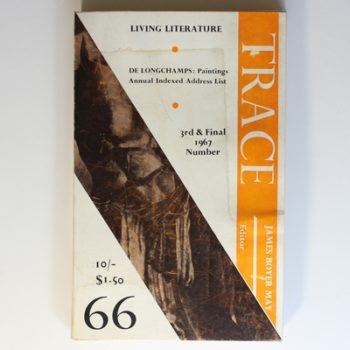 LIVING LITERATURE
DE LONGCHAMPS: Paintings
Annual Indexed Address List
3rd & Final
1967
Number
TRACE
JAMES BOYER MAY
Editor
10/-
$1.50
66